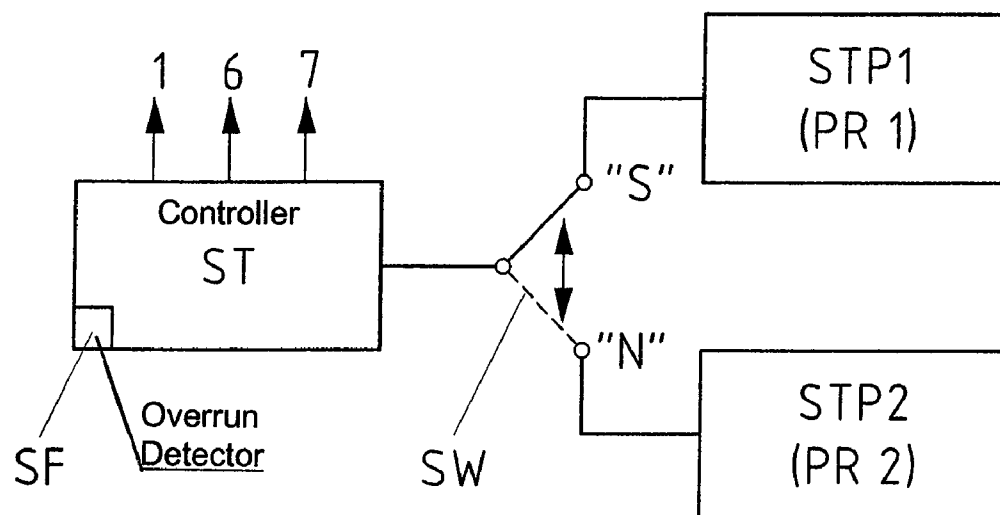 1 6 7
STP1
(PR 1)
"S"
Controller
ST
"N"
STP2
(PR 2)
Overrun
Detector
SF
SW